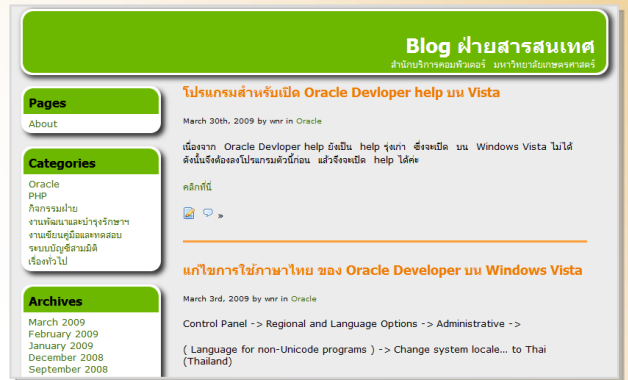 Blog ฝ่ายสารสนเทศ
สำนักบริการคอมพิวเตอร์ มหาวิทยาลัยเกษตรศาสตร์
Pages
About
Categories
Oracle
PHP
กิจกรรมฝ่าย
งานพัฒนาและบำรุงรักษาฯ
งานเขียนคู่มือและทดสอบ
ระบบบัญชีสามมิติ
เรื่องทั่วไป
Archives
March 2009
February 2009
January 2009
December 2008
September 2008
โปรแกรมสำหรับเปิด Oracle Devloper help บน Vista
March 30th, 2009 by wnr in Oracle
เนื่องจาก Oracle Devloper help ยังเป็น help รุ่นเก่า ซึ่งจะเปิด บน Windows Vista ไม่ได้
ดังนั้นจึงต้องลงโปรแกรมตัวนี้ก่อน แล้วจึงจะเปิด help ได้ค่ะ
คลิกที่นี่
»
แก้ไขการใช้ภาษาไทย ของ Oracle Developer บน Windows Vista
March 3rd, 2009 by wnr in Oracle
Control Panel -> Regional and Language Options -> Administrative ->
( Language for non-Unicode programs ) -> Change system locale... to Thai
(Thailand)